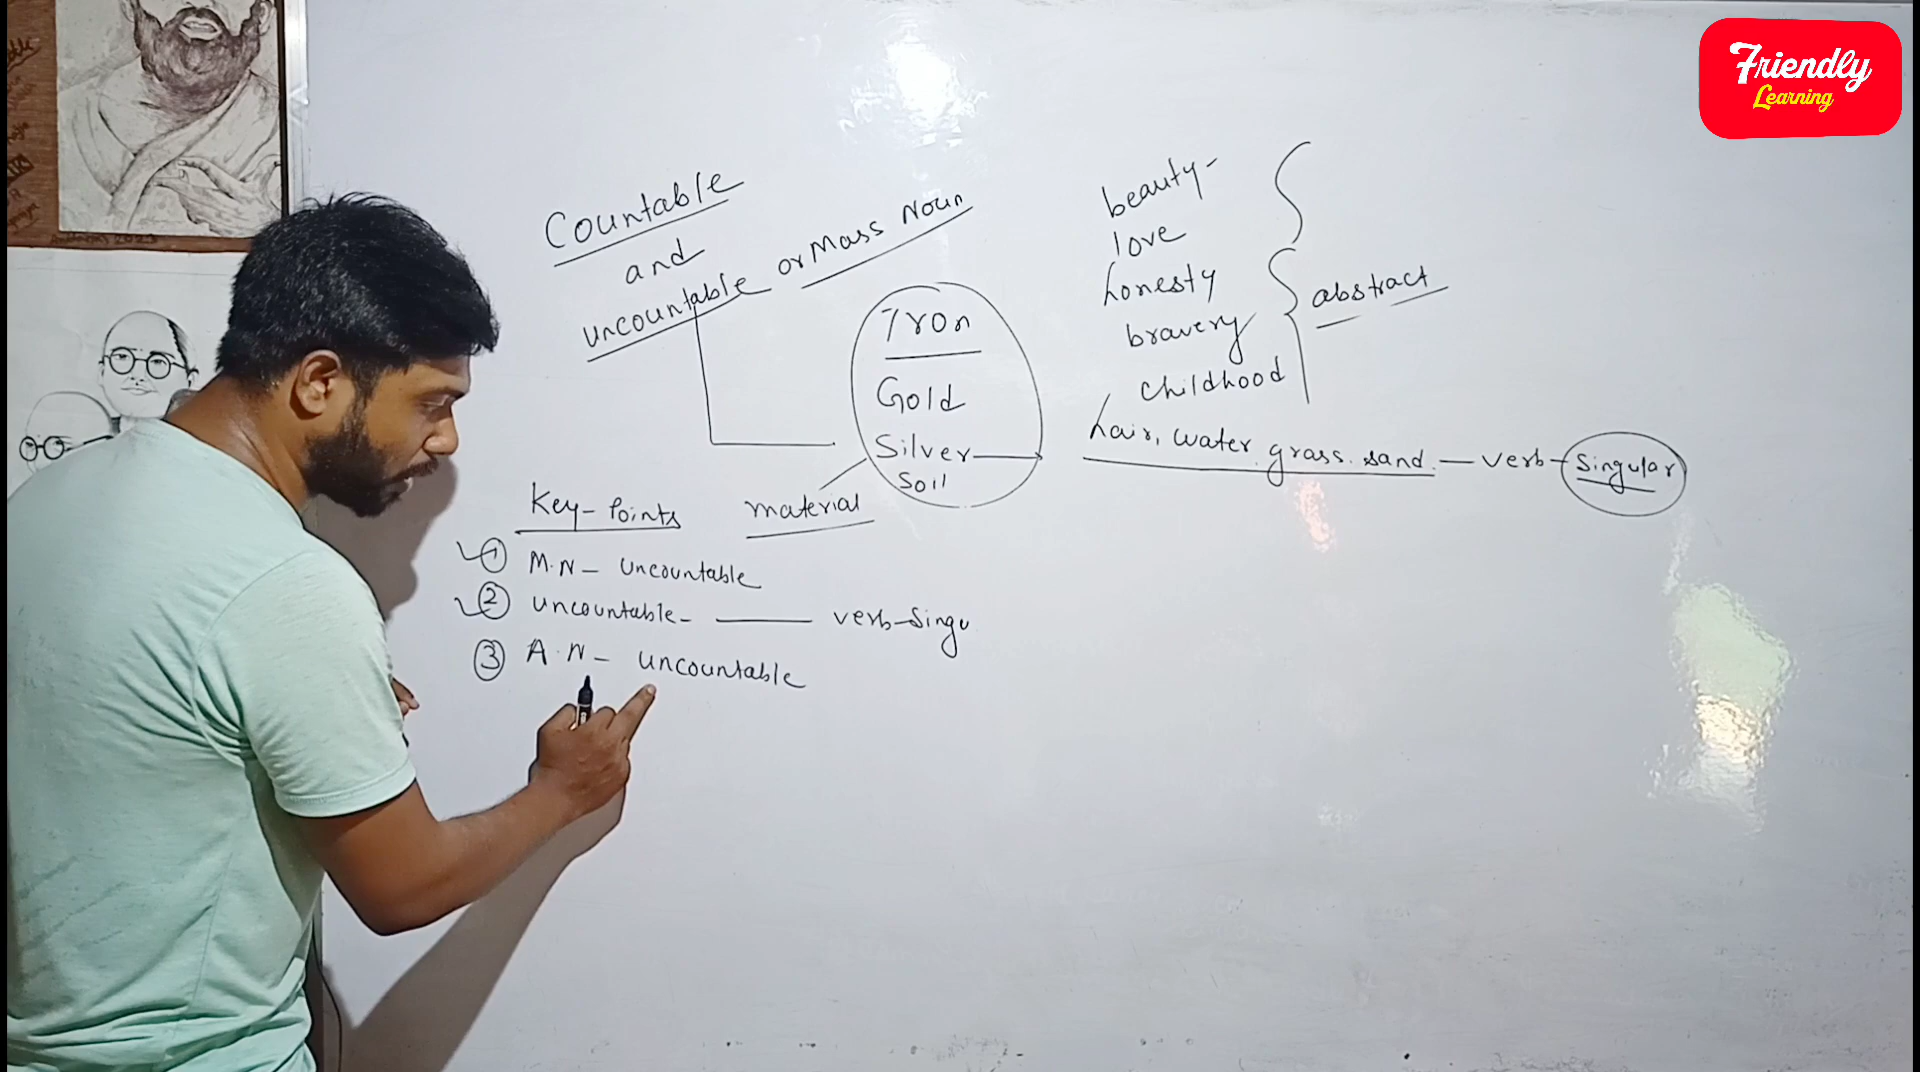 Friendly
Learning
Countable
and
uncountable or Mass Noun
Iron
Gold
Silver
Soil
material
beauty-
love
honesty
bravery
childhood
abstract
hair, water, grass, sand - verb - Singular
Key-Points
1 M.N - uncountable
2 uncountable - verb-Singu
3 A.N - uncountable